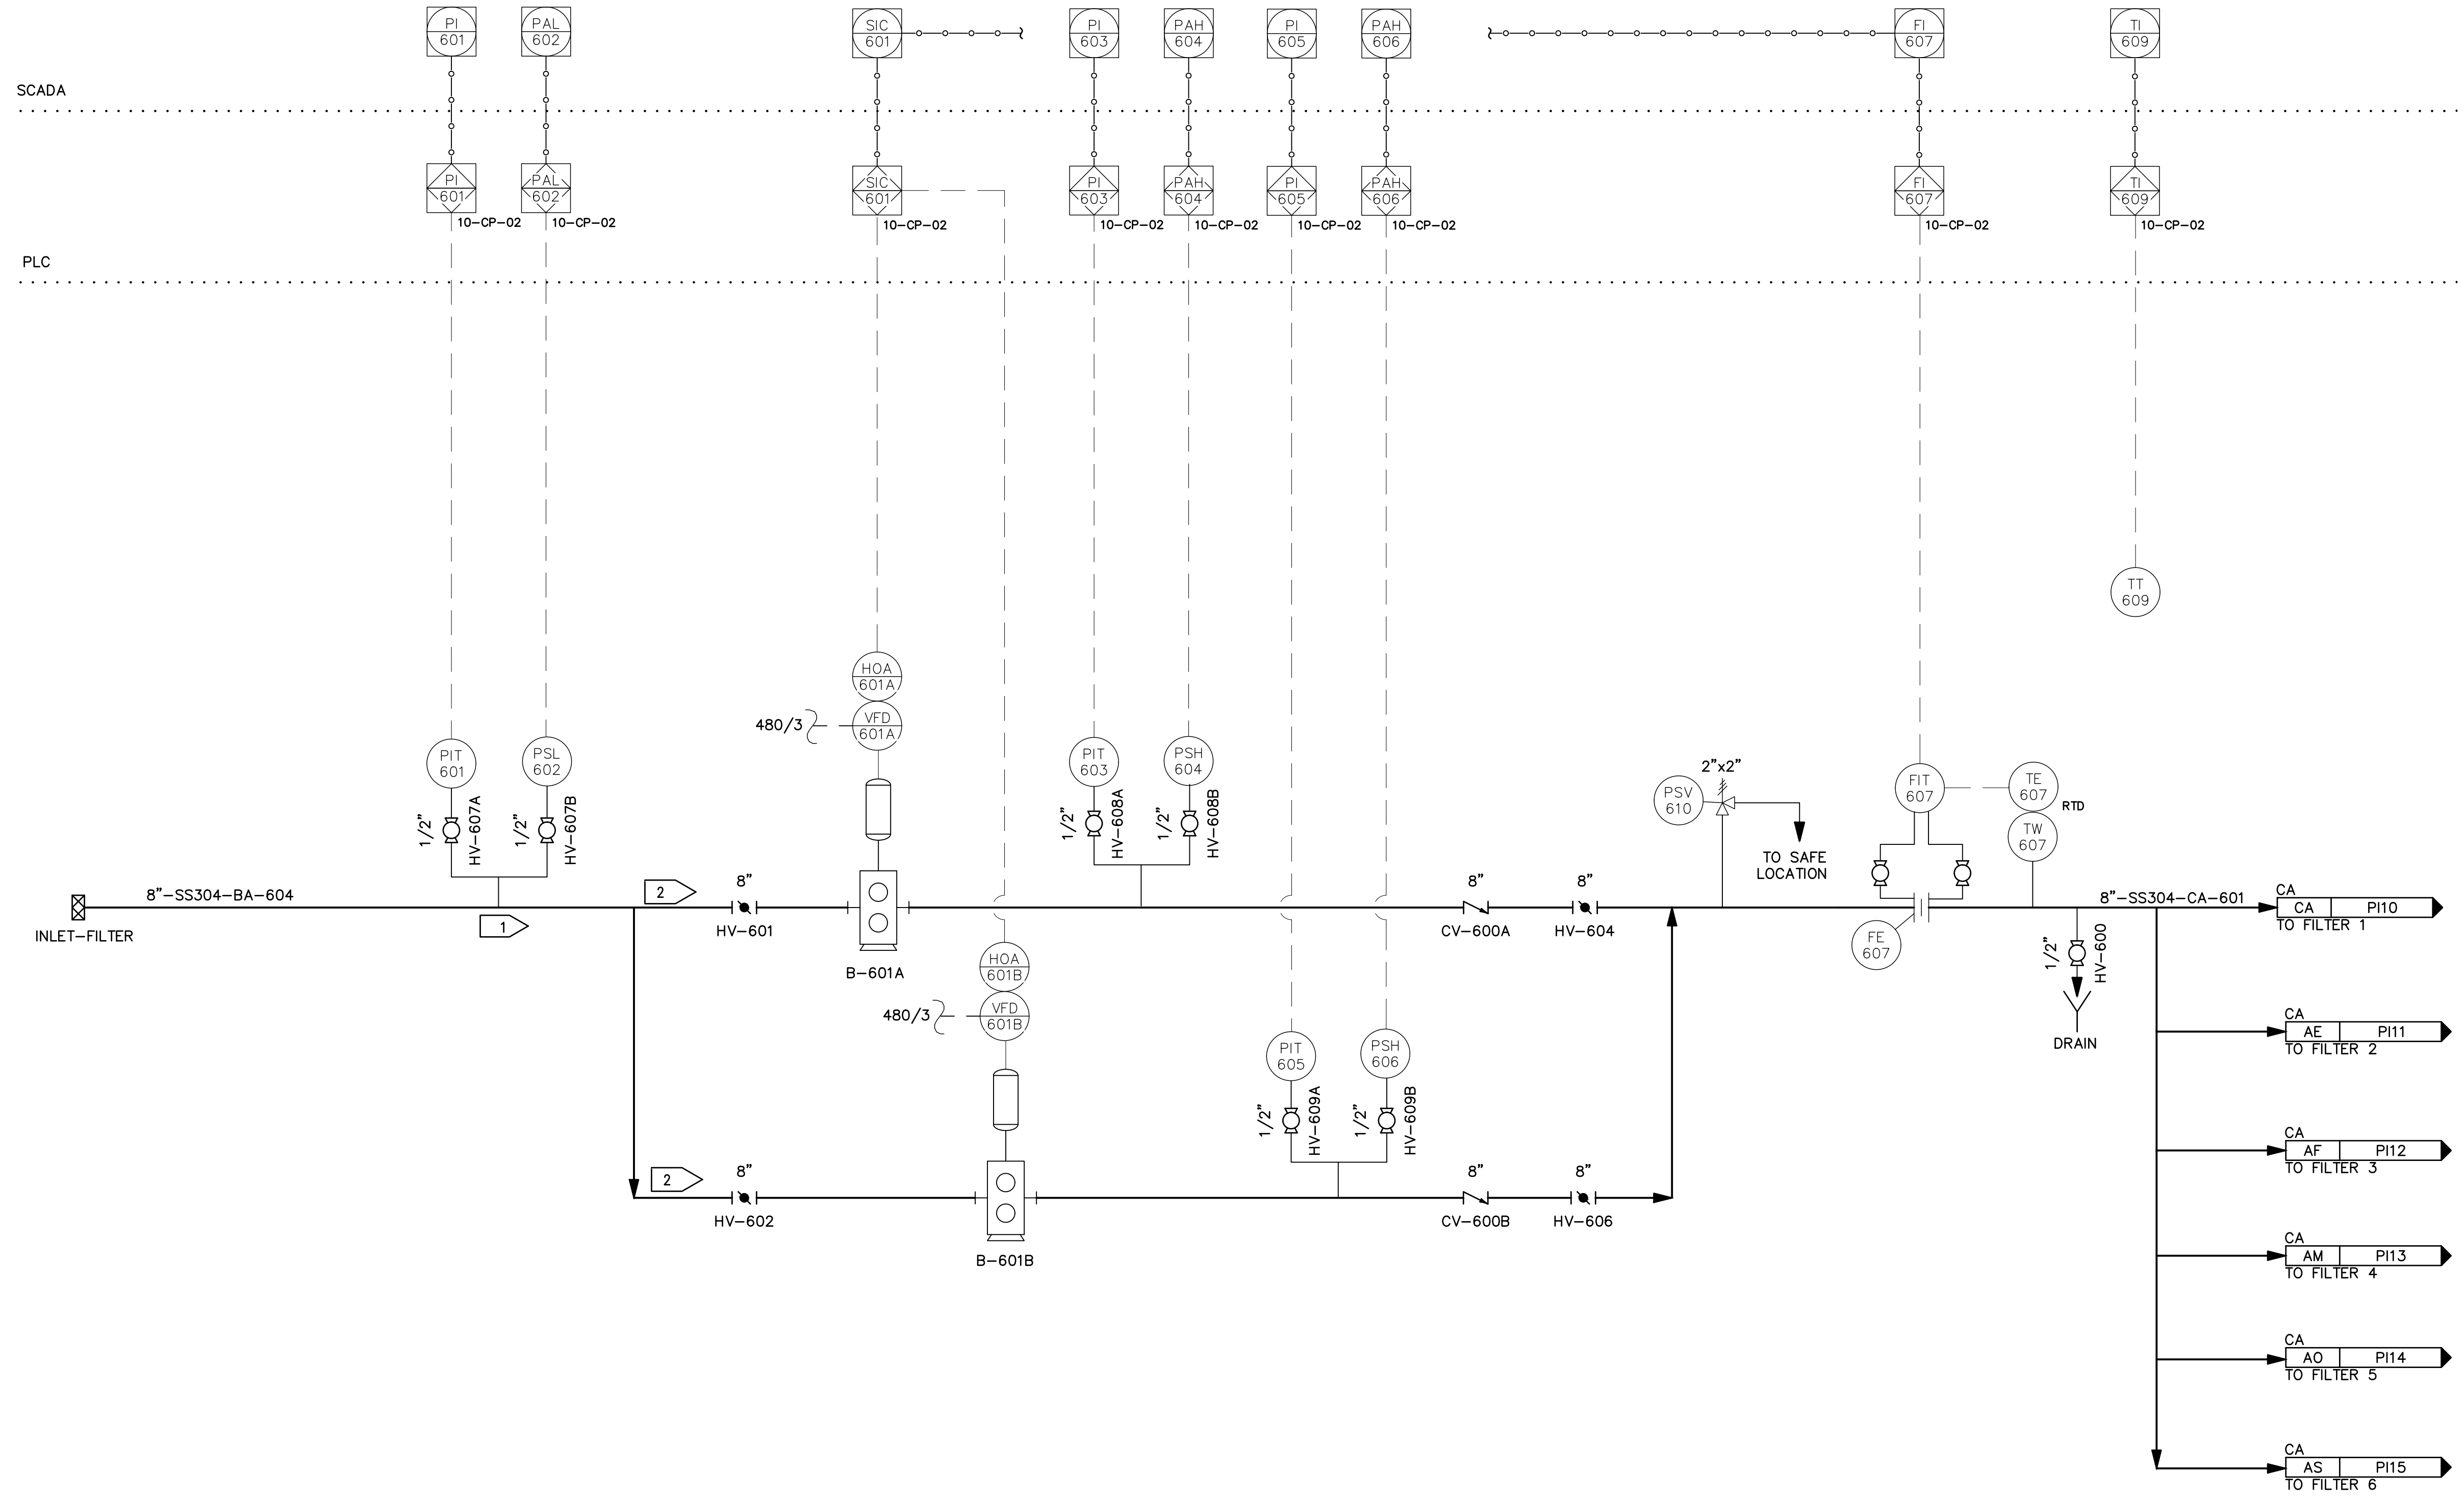 PI
601
PAL
602
SIC
601
PI
603
PAH
604
PI
605
PAH
606
FI
607
TI
609
SCADA
PI
601
10-CP-02
PAL
602
10-CP-02
SIC
601
10-CP-02
PI
603
10-CP-02
PAH
604
10-CP-02
PI
605
10-CP-02
PAH
606
10-CP-02
FI
607
10-CP-02
TI
609
10-CP-02
PLC
TT
609
HOA
601A
480/3
VFD
601A
PIT
601
PSL
602
PIT
603
PSH
604
2"x2"
PSV
610
FIT
607
TE
607
RTD
TW
607
1/2"
HV-607A
1/2"
HV-607B
1/2"
HV-608A
1/2"
HV-608B
TO SAFE
LOCATION
8"-SS304-BA-604
INLET-FILTER
1
2
8"
HV-601
B-601A
8"
CV-600A
8"
HV-604
FE
607
8"-SS304-CA-601
1/2"
HV-600
DRAIN
CA
CA PI10
TO FILTER 1
HOA
601B
480/3
VFD
601B
PIT
605
PSH
606
1/2"
HV-609A
1/2"
HV-609B
CA
AE PI11
TO FILTER 2
CA
AF PI12
TO FILTER 3
2
8"
HV-602
B-601B
8"
CV-600B
8"
HV-606
CA
AM PI13
TO FILTER 4
CA
AO PI14
TO FILTER 5
CA
AS PI15
TO FILTER 6